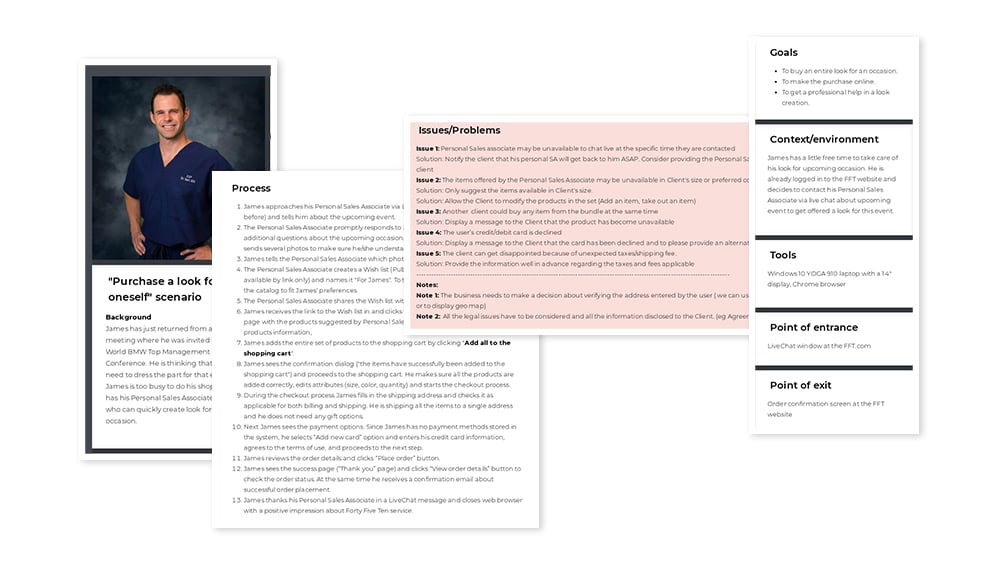 "Purchase a look fo
oneself" scenario
Background
James has just returned from a
meeting where he was invited
World BMW Top Management
Conference. He is thinking that
need to dress the part for that e
James is too busy to do his shop
has his Personal Sales Associate
who can quickly create look for
occasion.
Process
1. James approaches his Personal Sales Associate via (
before) and tells him about the upcoming event.
2. The Personal Sales Associate promptly responds to
additional questions about the upcoming occasion
sends several photos to make sure he/she understa
3. James tells the Personal Sales Associate which phot
4. The Personal Sales Associate creates a Wish list (Pub
available by link only) and names it "For James". To t
the catalog to fit James' preferences.
5. The Personal Sales Associate shares the Wish list wit
6. James receives the link to the Wish list in and clicks
page with the products suggested by Personal Sale
products information,
7. James adds the entire set of products to the shopping cart by clicking "Add all to the
shopping cart".
8. James sees the confirmation dialog ("the items have successfully been added to the
shopping cart") and proceeds to the shopping cart. He makes sure all the products are
added correctly, edits attributes (size, color, quantity) and starts the checkout process.
9. During the checkout process James fills in the shipping address and checks it as
applicable for both billing and shipping. He is shipping all the items to a single address
and he does not need any gift options.
10. Next James sees the payment options. Since James has no payment methods stored in
the system, he selects "Add new card" option and enters his credit card information,
agrees to the terms of use, and proceeds to the next step.
11. James reviews the order details and clicks "Place order" button.
12. James sees the success page ("Thank you" page) and clicks "View order details" button to
check the order status. At the same time he receives a confirmation email about
successful order placement.
13. James thanks his Personal Sales Associate in a LiveChat message and closes web browser
with a positive impression about Forty Five Ten service.
Issues/Problems
Issue 1: Personal Sales associate may be unavailable to chat live at the specific time they are contacted
Solution: Notify the client that his personal SA will get back to him ASAP. Consider providing the Personal Sa
client
Issue 2: The items offered by the Personal Sales Associate may be unavailable in Client's size or preferred co
Solution: Only suggest the items available in Client's size.
Solution: Allow the Client to modify the products in the set (Add an item, take out an item)
Issue 3: Another client could buy any item from the bundle at the same time
Solution: Display a message to the Client that the product has become unavailable
Issue 4: The user's credit/debit card is declined
Solution: Display a message to the Client that the card has been declined and to please provide an alternat
Issue 5: The client can get disappointed because of unexpected taxes/shipping fee.
Solution: Provide the information well in advance regarding the taxes and fees applicable
Notes:
Note 1: The business needs to make a decision about verifying the address entered by the user ( we can us
or to display geo map)
Note 2: All the legal issues have to be considered and all the information disclosed to the Client. (eg Agreer
Goals
• To buy an entire look for an occasion.
• To make the purchase online.
• To get a professional help in a look
creation.
Context/environment
James has a little free time to take care of
his look for upcoming occasion. He is
already logged in to the FFT website and
decides to contact his Personal Sales
Associate via live chat about upcoming
event to get offered a look for this event.
Tools
Windows 10 YOGA 910 laptop with a 14"
display, Chrome browser
Point of entrance
LiveChat window at the FFT.com
Point of exit
Order confirmation screen at the FFT
website